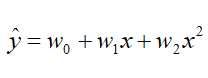 ŷ = w₀ + w₁x + w₂x²